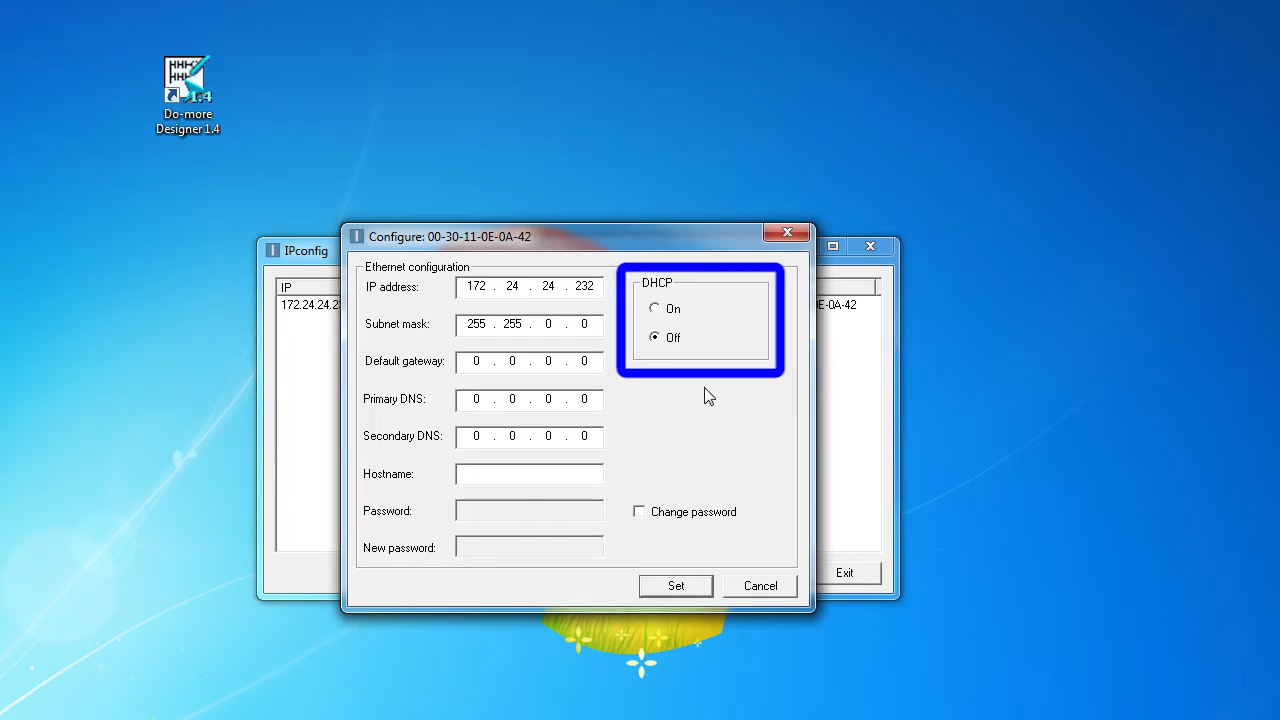 1.4
Do-more
Designer 1.4
IPconfig
IP
172.24.24.2
0E-0A-42
Exit
Configure: 00-30-11-0E-0A-42
Ethernet configuration
IP address: 172 . 24 . 24 . 232
Subnet mask: 255 . 255 . 0 . 0
Default gateway: 0 . 0 . 0 . 0
Primary DNS: 0 . 0 . 0 . 0
Secondary DNS: 0 . 0 . 0 . 0
Hostname:
Password:
New password:
DHCP
On
Off
Change password
Set
Cancel